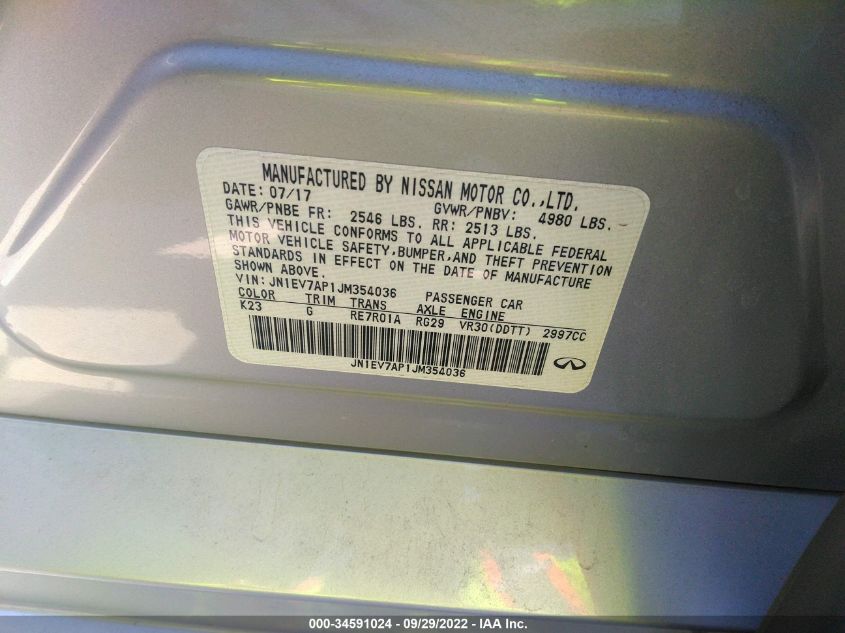 MANUFACTURED BY NISSAN MOTOR CO.,LTD.
DATE: 07/17 GVWR/PNBV: 4980 LBS.
GAWR/PNBE FR: 2546 LBS. RR: 2513 LBS.
THIS VEHICLE CONFORMS TO ALL APPLICABLE FEDERAL
MOTOR VEHICLE SAFETY,BUMPER,AND THEFT PREVENTION
STANDARDS IN EFFECT ON THE DATE OF MANUFACTURE
SHOWN ABOVE.
VIN: JN1EV7AP1JM354036 PASSENGER CAR
COLOR TRIM TRANS AXLE ENGINE
K23 G RE7R01A RG29 VR30(DDTT) 2997CC
JN1EV7AP1JM354036
000-34591024 / 09/29/2022 - IAA Inc.